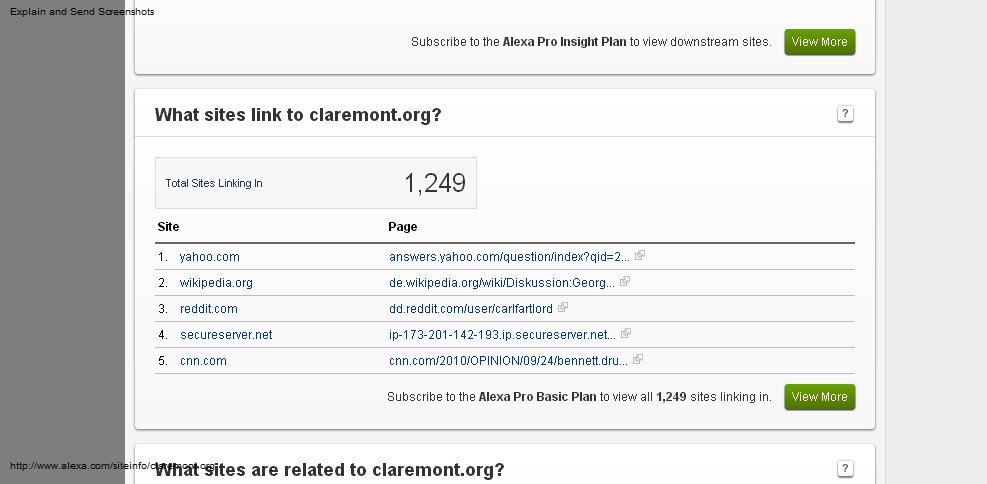 Explain and Send Screenshots
Subscribe to the Alexa Pro Insight Plan to view downstream sites. View More
What sites link to claremont.org? ?
Total Sites Linking In 1,249
Site Page
1. yahoo.com answers.yahoo.com/question/index?qid=2...
2. wikipedia.org de.wikipedia.org/wiki/Diskussion:Georg...
3. reddit.com dd.reddit.com/user/carlfartlord
4. secureserver.net ip-173-201-142-193.ip.secureserver.net...
5. cnn.com cnn.com/2010/OPINION/09/24/bennett.dru...
Subscribe to the Alexa Pro Basic Plan to view all 1,249 sites linking in. View More
http://www.alexa.com/siteinfo/claremont.org
What sites are related to claremont.org? ?